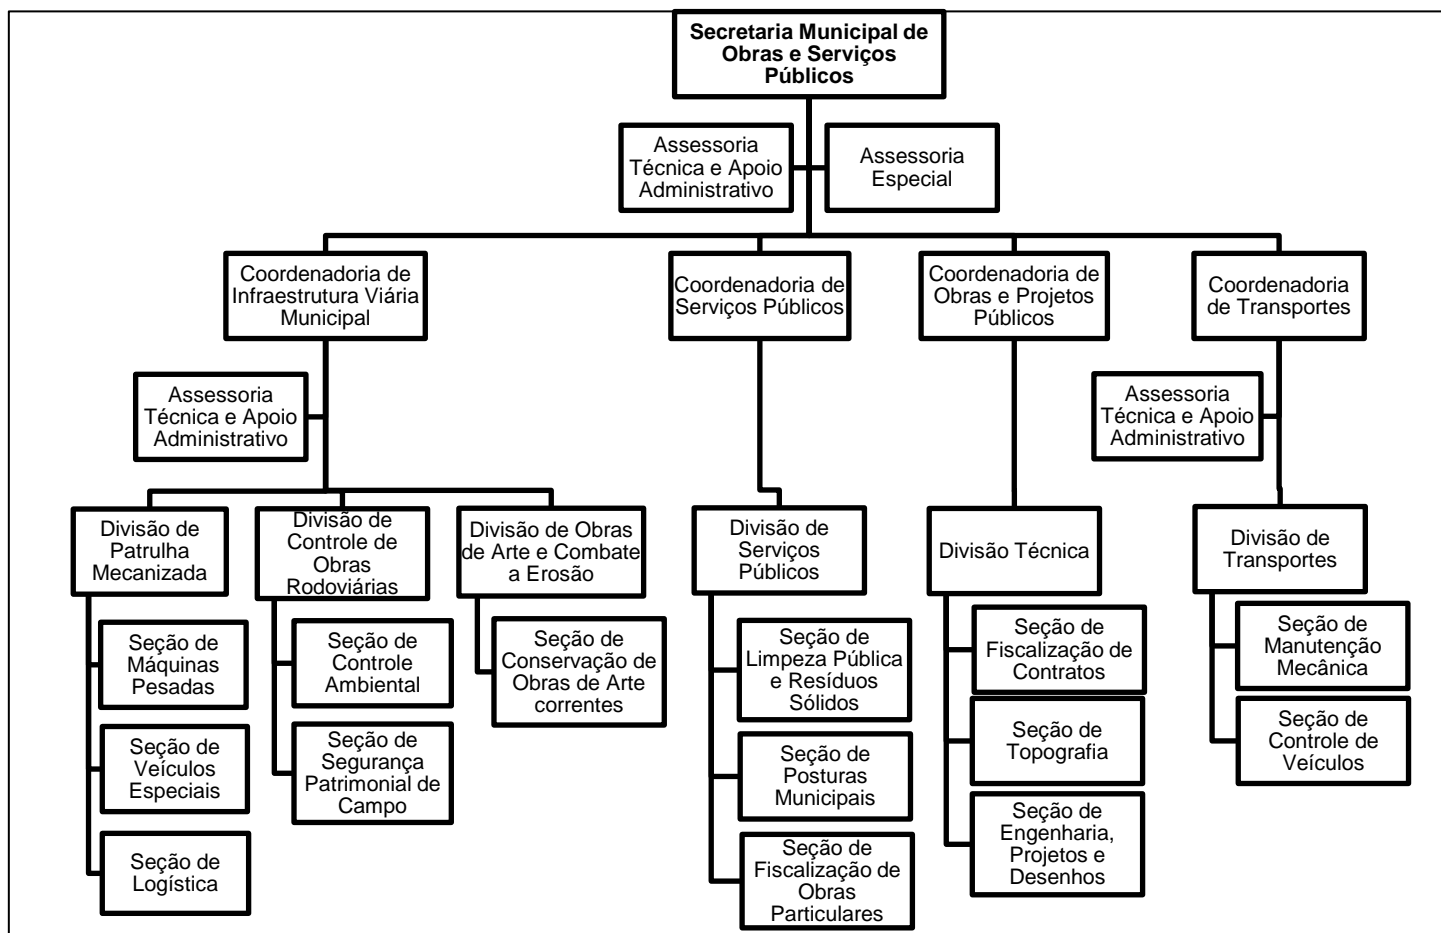 Secretaria Municipal de
Obras e Serviços
Públicos
Assessoria
Técnica e Apoio
Administrativo
Assessoria
Especial
Coordenadoria de
Infraestrutura Viária
Municipal
Coordenadoria de
Serviços Públicos
Coordenadoria de
Obras e Projetos
Públicos
Coordenadoria
de Transportes
Assessoria
Técnica e Apoio
Administrativo
Assessoria
Técnica e Apoio
Administrativo
Divisão de
Patrulha
Mecanizada
Divisão de
Controle de
Obras
Rodoviárias
Divisão de Obras
de Arte e Combate
a Erosão
Divisão de
Serviços
Públicos
Divisão Técnica
Divisão de
Transportes
Seção de
Máquinas
Pesadas
Seção de
Veículos
Especiais
Seção de
Logística
Seção de
Controle
Ambiental
Seção de
Segurança
Patrimonial de
Campo
Seção de
Conservação de
Obras de Arte
correntes
Seção de
Limpeza Pública
e Resíduos
Sólidos
Seção de
Posturas
Municipais
Seção de
Fiscalização de
Obras
Particulares
Seção de
Fiscalização de
Contratos
Seção de
Topografia
Seção de
Engenharia,
Projetos e
Desenhos
Seção de
Manutenção
Mecânica
Seção de
Controle de
Veículos